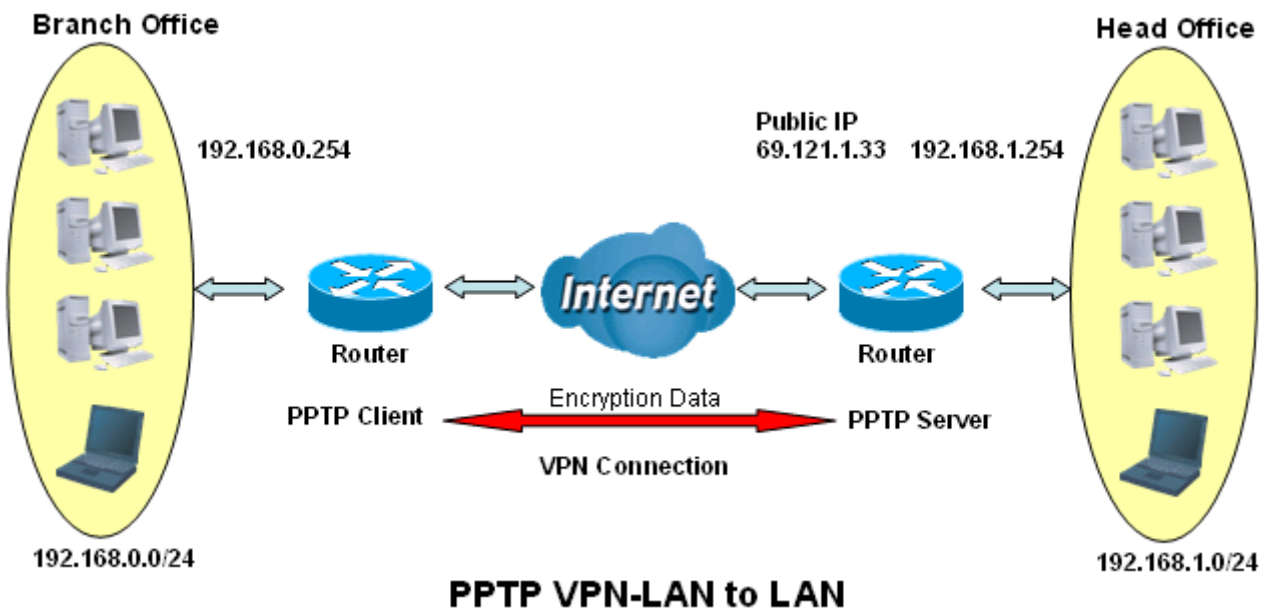 Branch Office
Head Office
192.168.0.254
Public IP
69.121.1.33 192.168.1.254
Internet
Router
Router
PPTP Client
Encryption Data
PPTP Server
VPN Connection
192.168.0.0/24
192.168.1.0/24
PPTP VPN-LAN to LAN